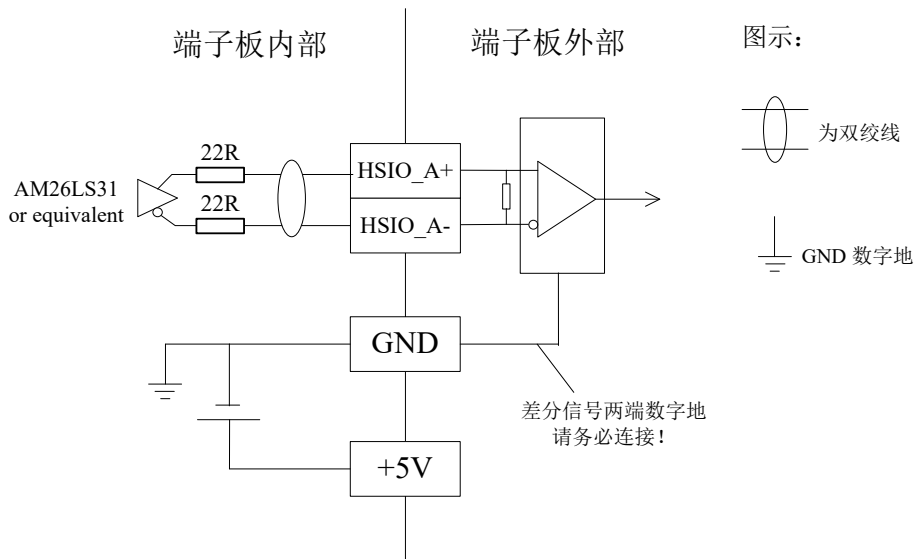 端子板内部
端子板外部
图示：
22R
22R
AM26LS31
or equivalent
HSIO_A+
HSIO_A-
为双绞线
GND 数字地
GND
差分信号两端数字地
请务必连接！
+5V